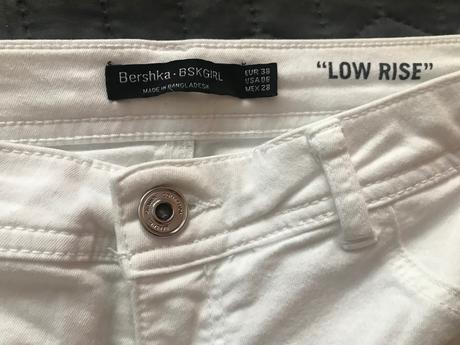 Bershka · BSKGIRL
MADE IN BANGLADESH
EUR 38
USA 06
MEX 28
“LOW RISE”